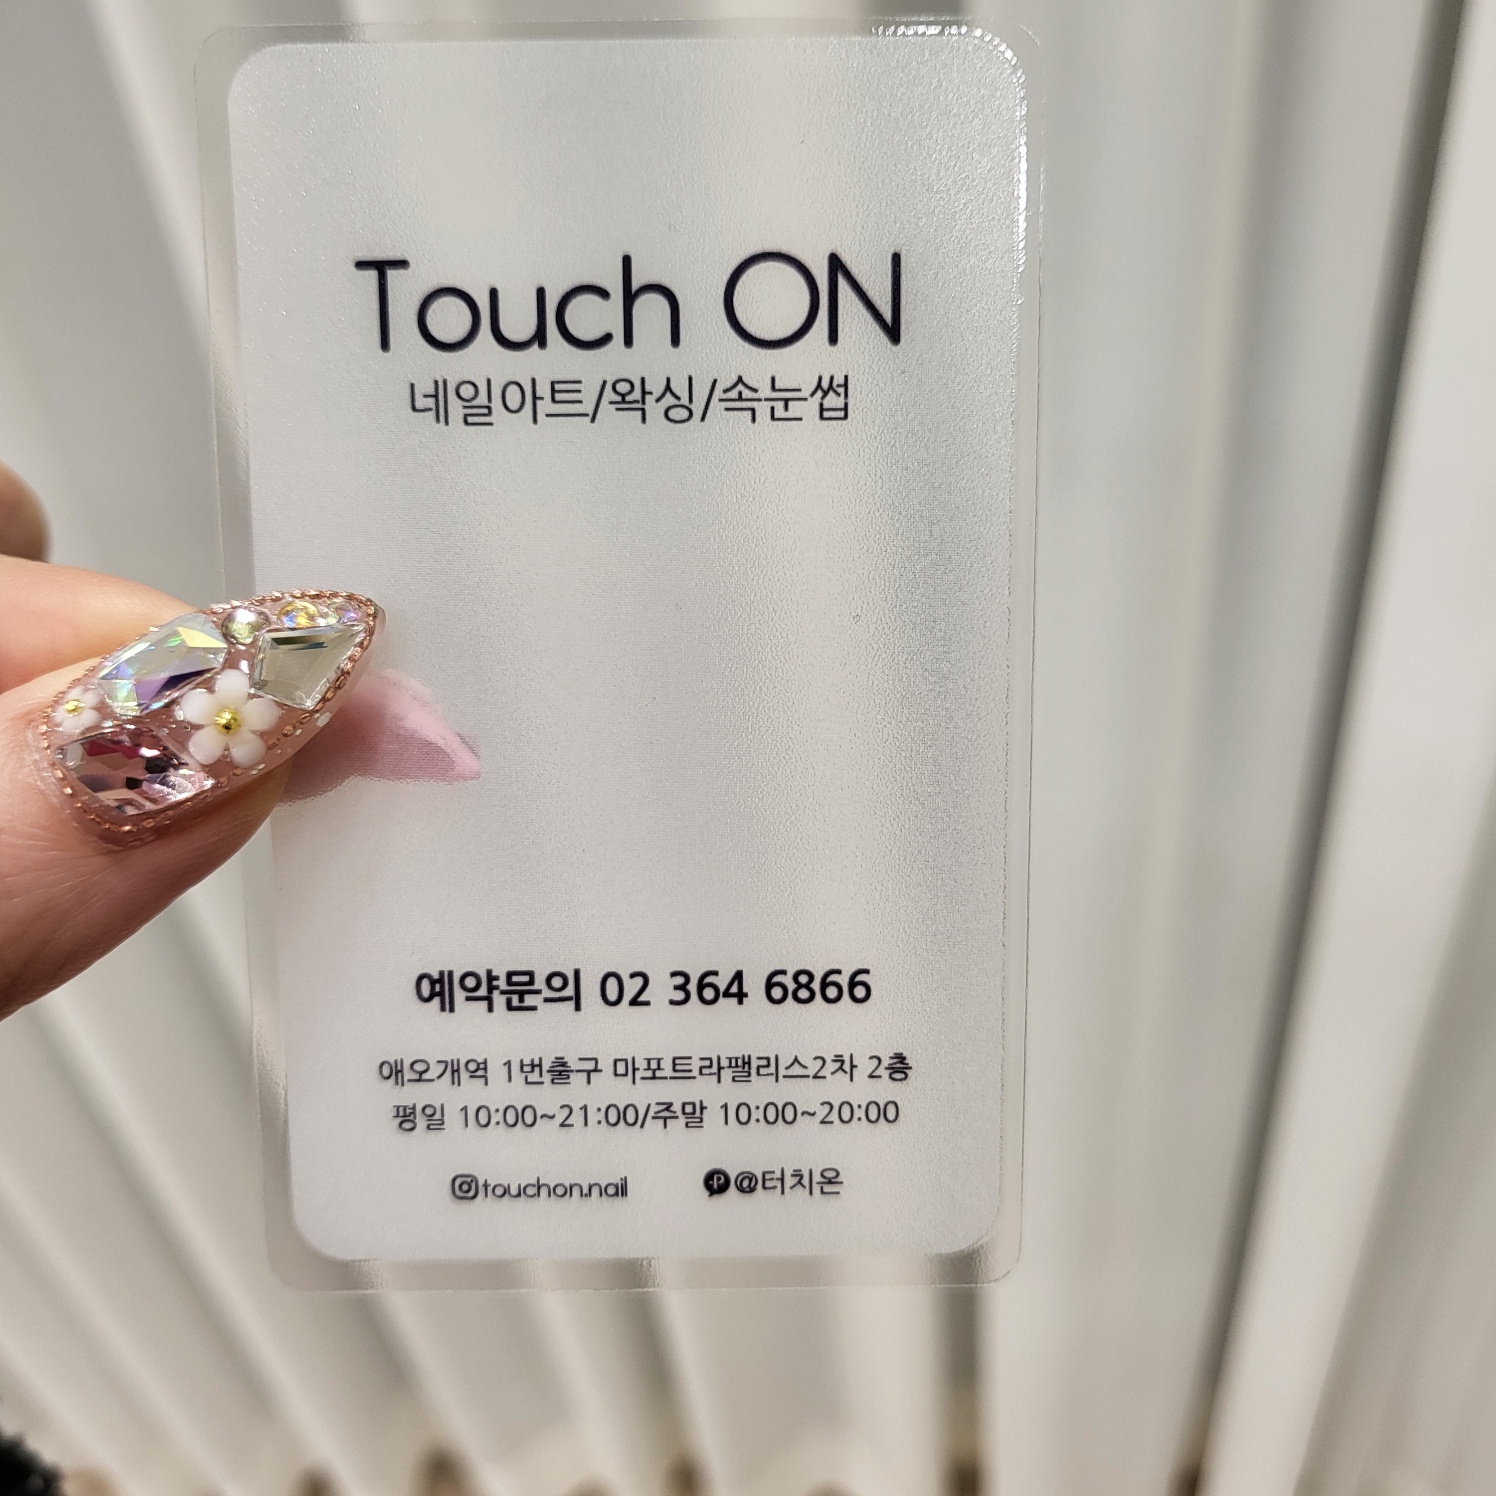 Touch ON
네일아트/왁싱/속눈썹
예약문의 02 364 6866
애오개역 1번출구 마포트라팰리스2차 2층
평일 10:00~21:00/주말 10:00~20:00
touchon.nail
@터치온